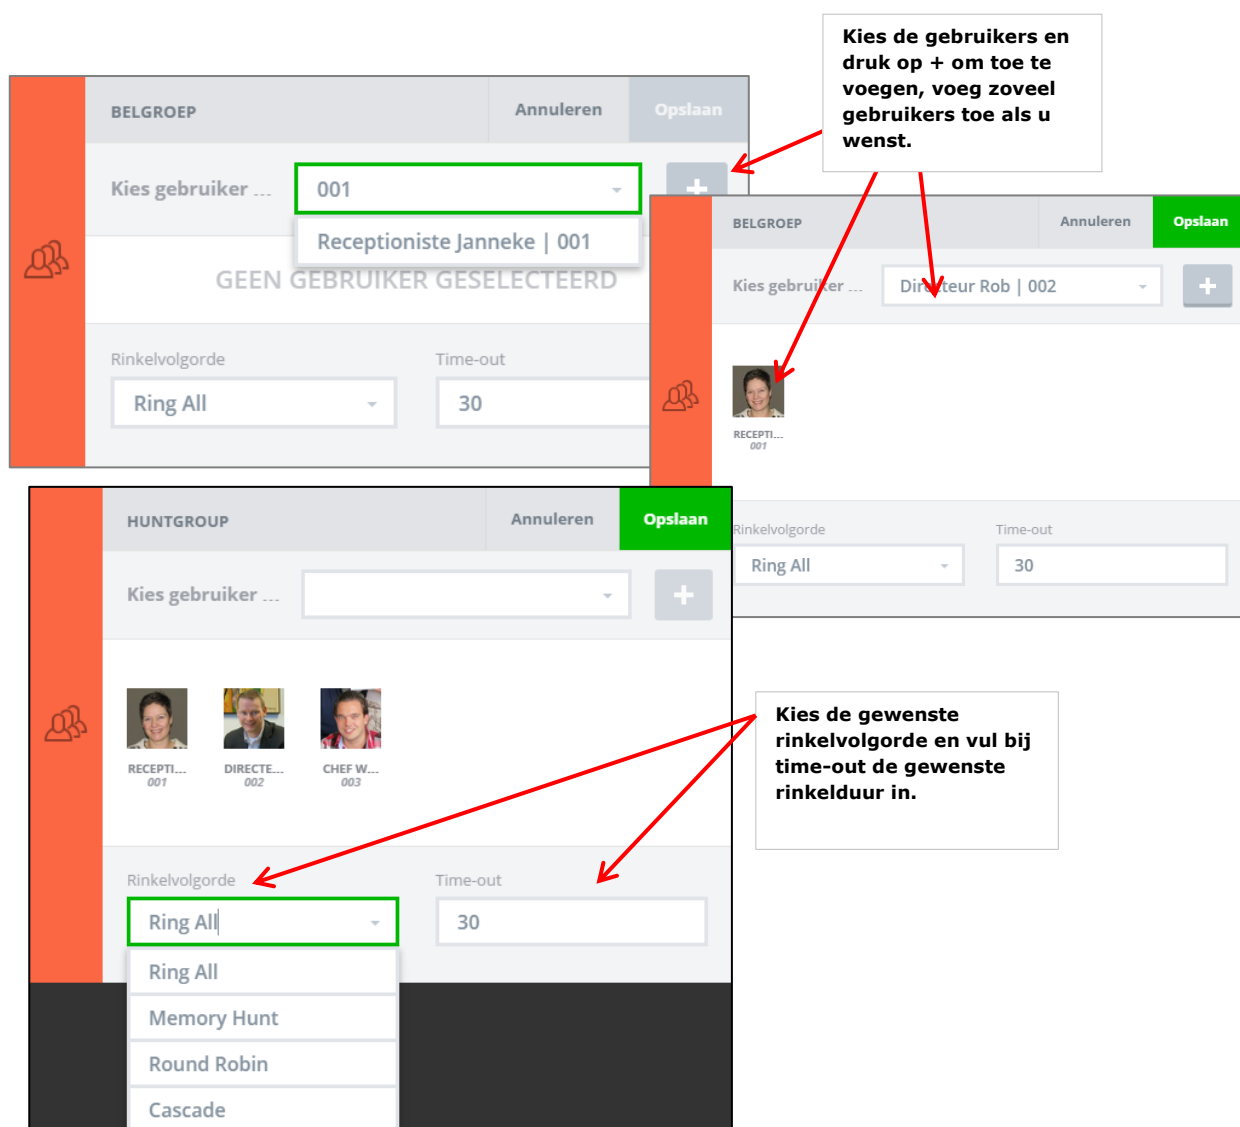 Kies de gebruikers en
druk op + om toe te
voegen, voeg zoveel
gebruikers toe als u
wenst.
BELGROEP
Annuleren
Opslaan
Kies gebruiker ...
001
Receptioniste Janneke | 001
GEEN GEBRUIKER GESELECTEERD
Rinkelvolgorde
Time-out
Ring All
30
BELGROEP
Annuleren
Opslaan
Kies gebruiker ...
Directeur Rob | 002
+
RECEPTI...
001
Rinkelvolgorde
Time-out
Ring All
30
HUNTGROUP
Annuleren
Opslaan
Kies gebruiker ...
+
RECEPTI...
001
DIRECTE...
002
CHEF W...
003
Rinkelvolgorde
Time-out
Ring All
30
Ring All
Memory Hunt
Round Robin
Cascade
Kies de gewenste
rinkelvolgorde en vul bij
time-out de gewenste
rinkelduur in.